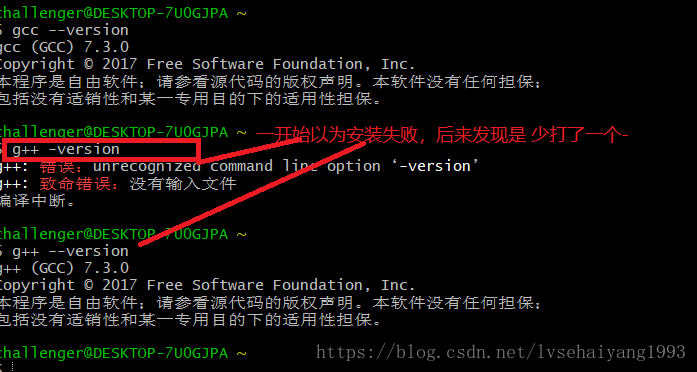 challenger@DESKTOP-7U0GJPA ~
$ gcc --version
gcc (GCC) 7.3.0
Copyright © 2017 Free Software Foundation, Inc.
本程序是自由软件；请参看源代码的版权声明。本软件没有任何担保；
包括没有适销性和某一专用目的下的适用性担保。
challenger@DESKTOP-7U0GJPA ~
一开始以为安装失败，后来发现是 少打了一个-
$ g++ -version
g++: 错误：unrecognized command line option ‘-version’
g++: 致命错误：没有输入文件
编译中断。
challenger@DESKTOP-7U0GJPA ~
$ g++ --version
g++ (GCC) 7.3.0
Copyright © 2017 Free Software Foundation, Inc.
本程序是自由软件；请参看源代码的版权声明。本软件没有任何担保；
包括没有适销性和某一专用目的下的适用性担保。
challenger@DESKTOP-7U0GJPA ~
https://blog.csdn.net/lvsehaiyang1993
$